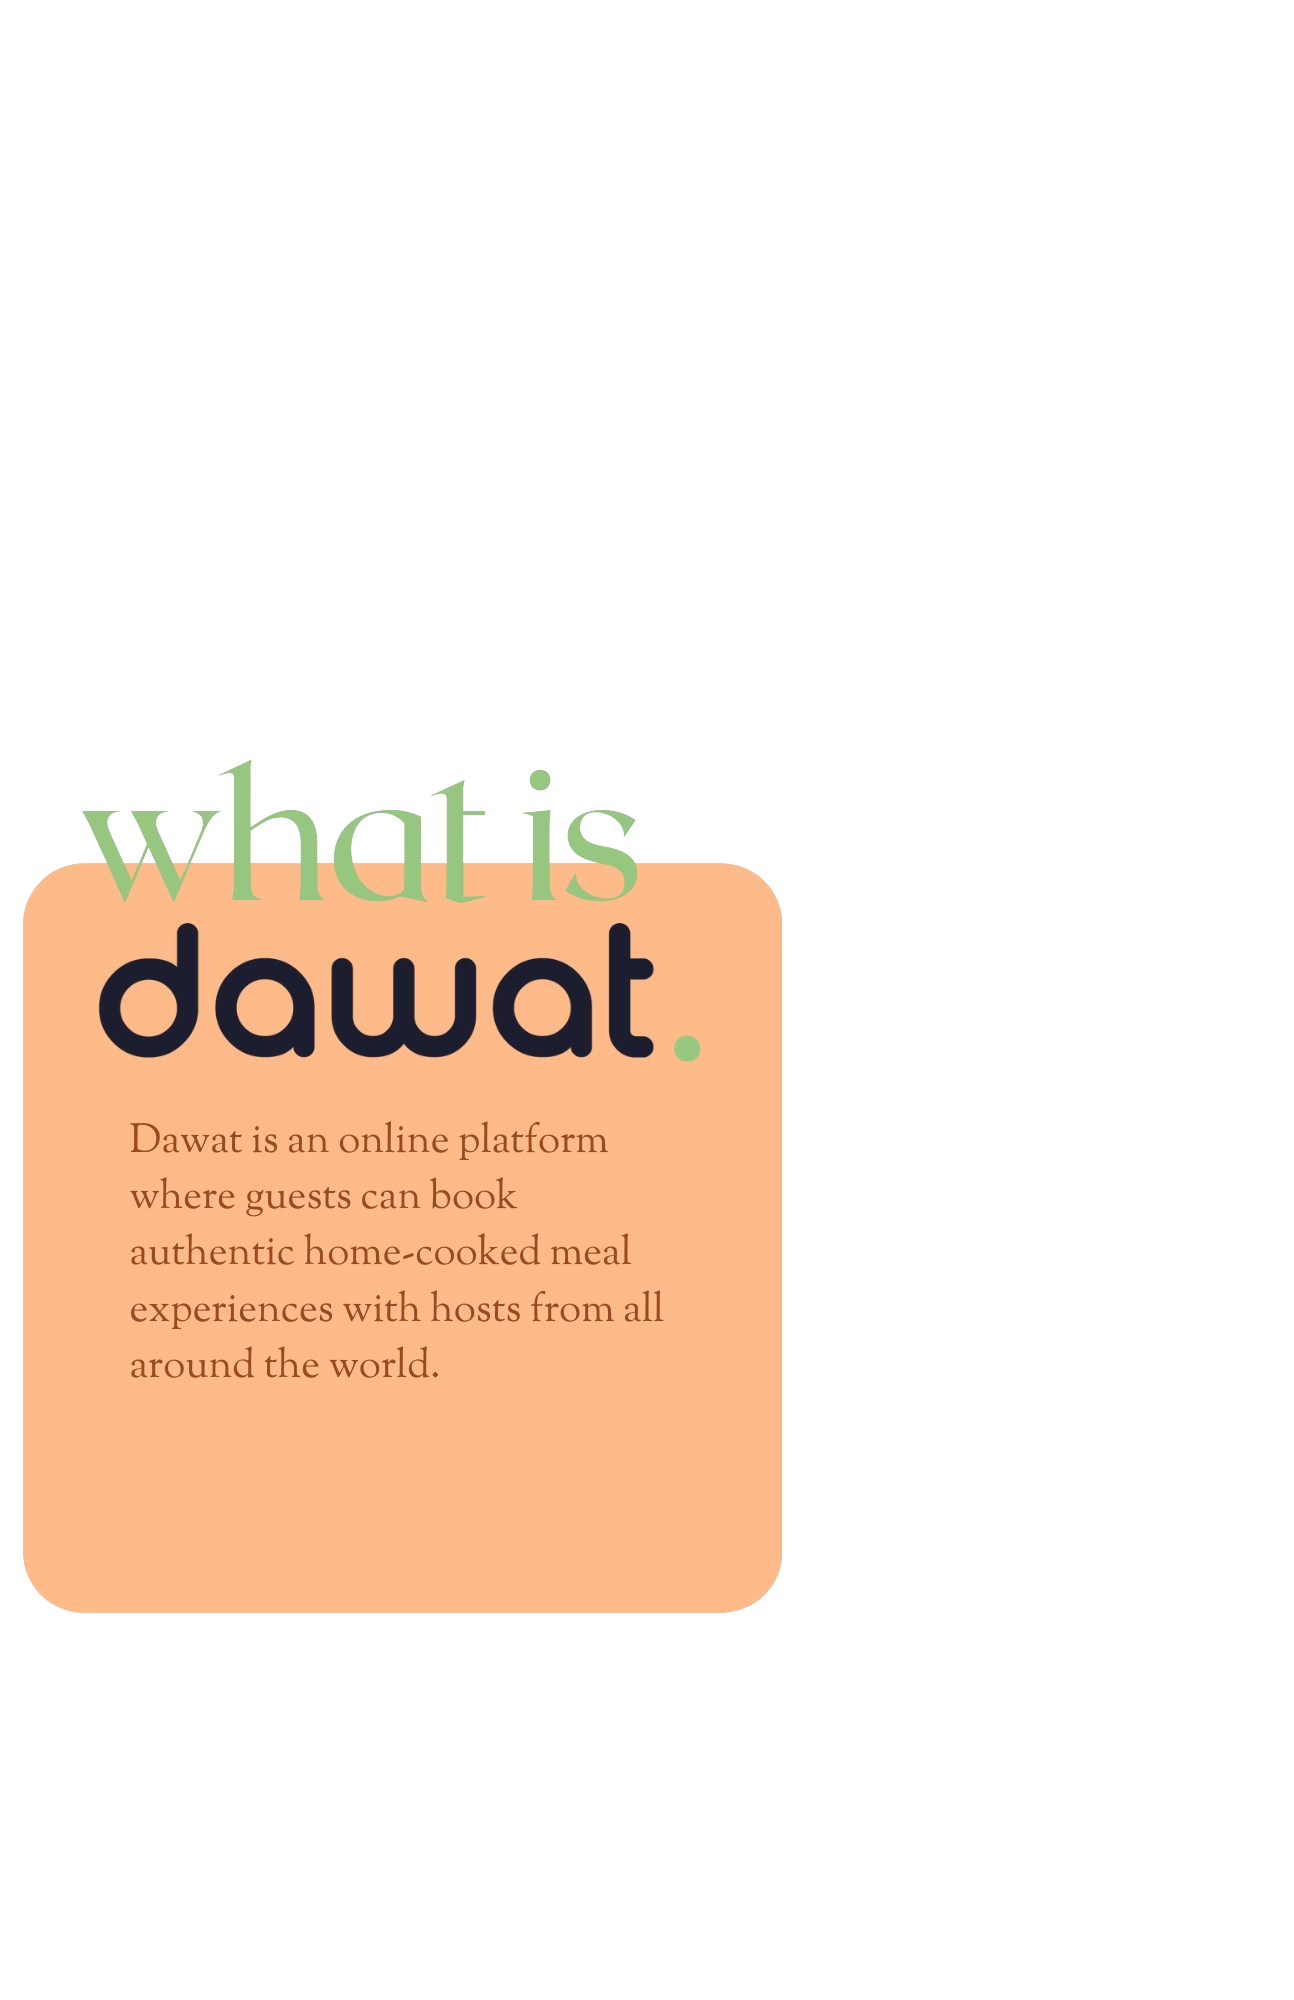 what is
dawat.
Dawat is an online platform
where guests can book
authentic home-cooked meal
experiences with hosts from all
around the world.